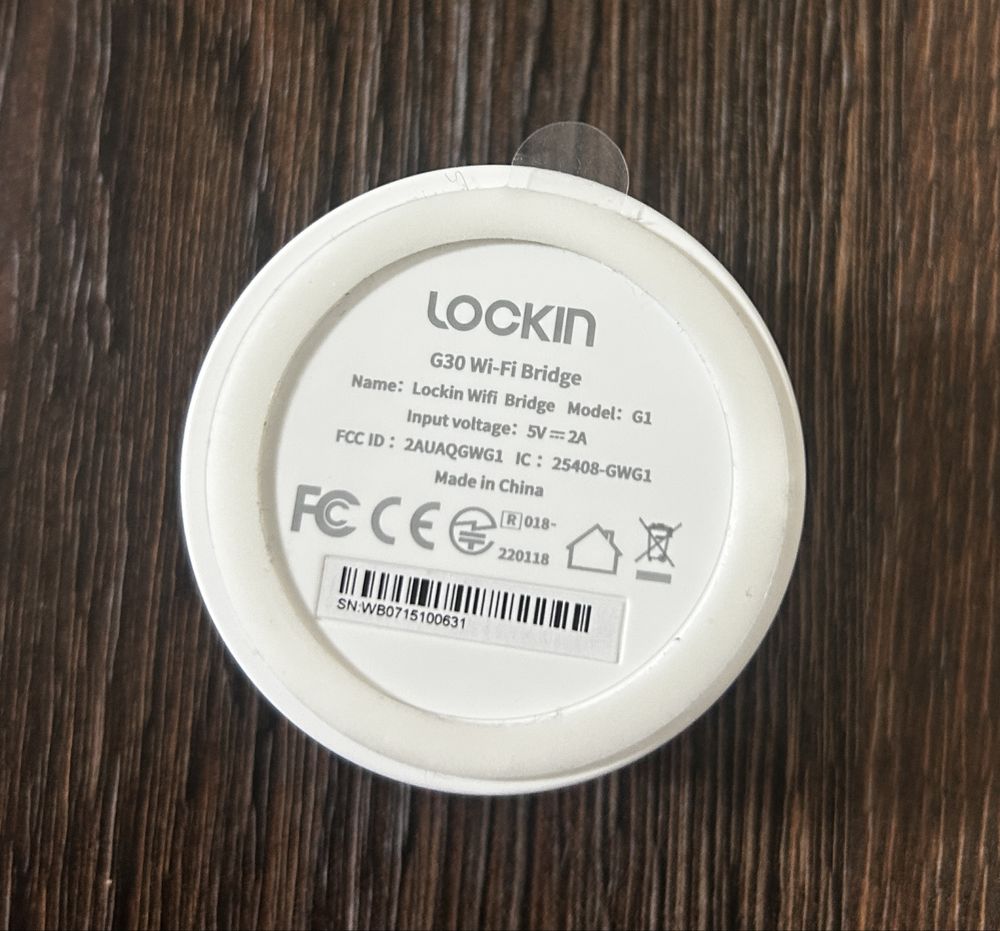 LOCKIN
G30 Wi-Fi Bridge
Name： Lockin Wifi Bridge Model： G1
Input voltage： 5V⎓2A
FCC ID： 2AUAQGWG1 IC： 25408-GWG1
Made in China
FC CE R 018-
220118
SN:WB0715100631